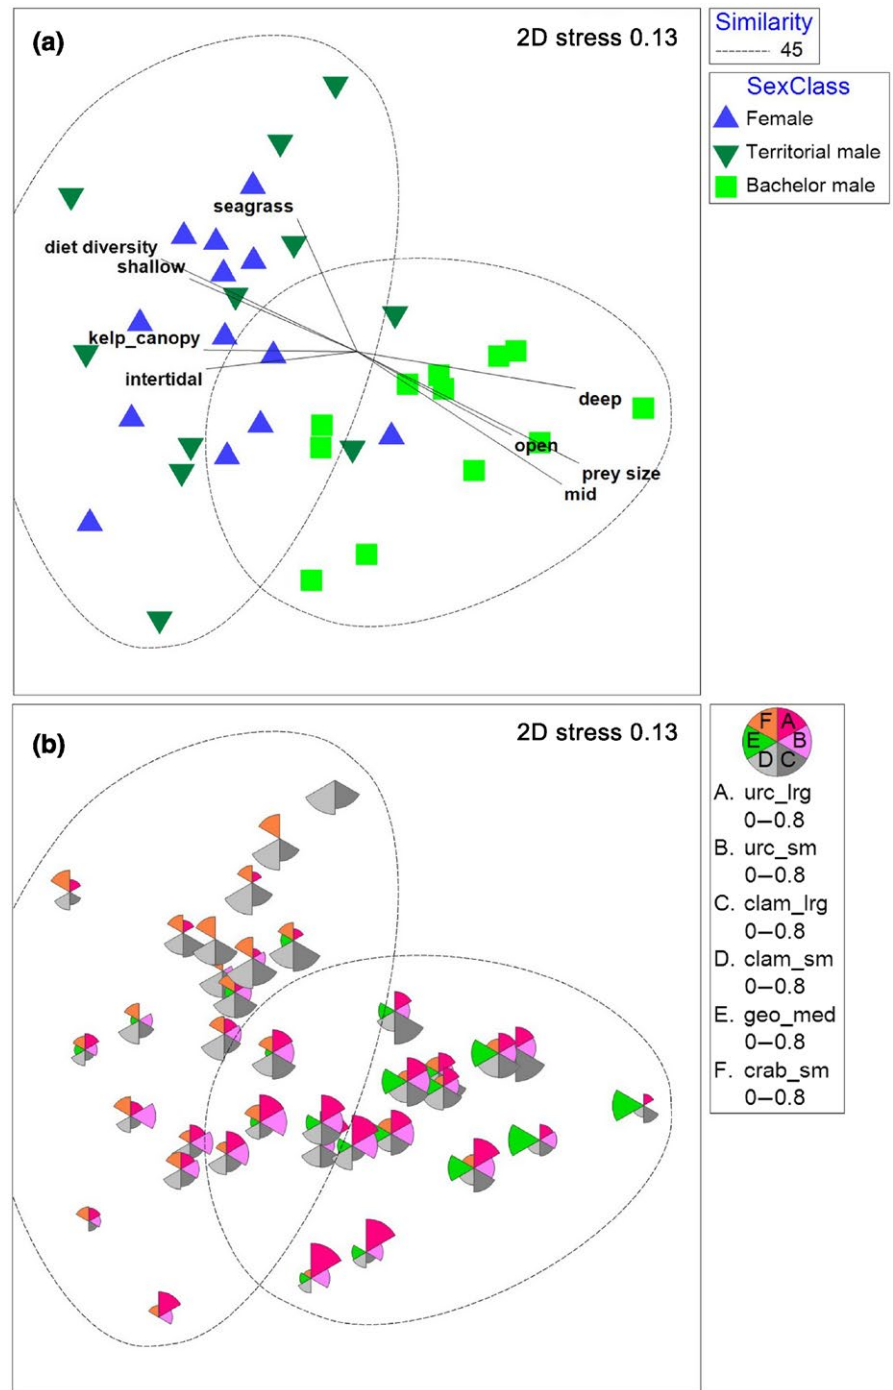 (a)
2D stress 0.13
Similarity
45
SexClass
Female
Territorial male
Bachelor male
seagrass
diet diversity
shallow
kelp_canopy
intertidal
deep
open
prey size
mid
(b)
2D stress 0.13
F A
E B
D C
A. urc_lrg
0—0.8
B. urc_sm
0—0.8
C. clam_lrg
0—0.8
D. clam_sm
0—0.8
E. geo_med
0—0.8
F. crab_sm
0—0.8